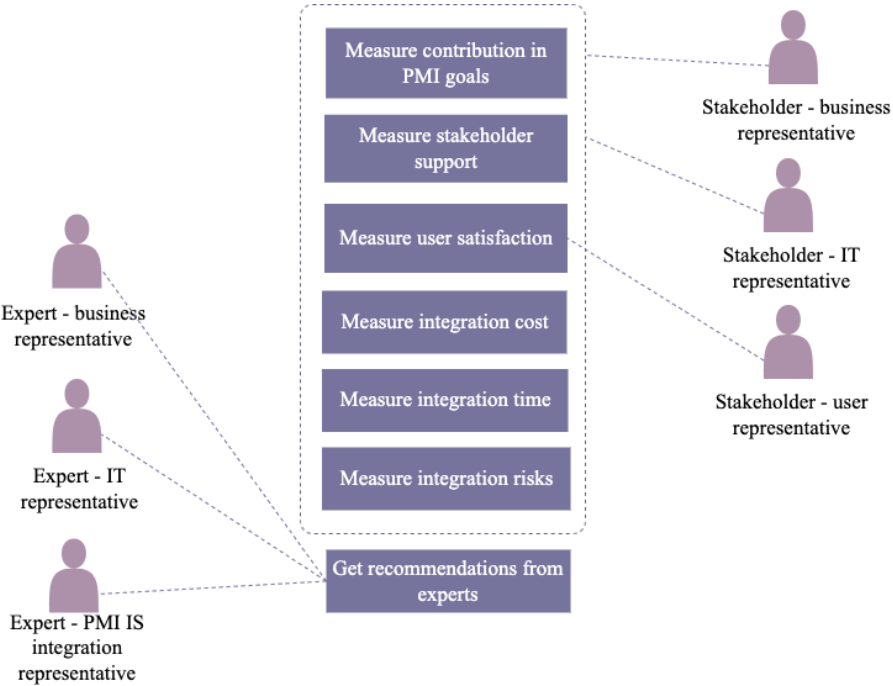 Measure contribution in
PMI goals
Measure stakeholder
support
Measure user satisfaction
Measure integration cost
Measure integration time
Measure integration risks
Get recommendations from
experts
Stakeholder - business
representative
Stakeholder - IT
representative
Stakeholder - user
representative
Expert - business
representative
Expert - IT
representative
Expert - PMI IS
integration
representative